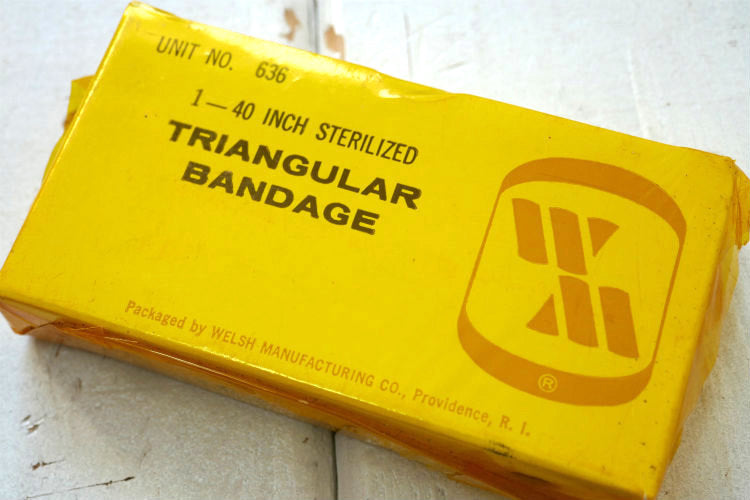 UNIT NO. 636
1—40 INCH STERILIZED
TRIANGULAR
BANDAGE
W
M
®
Packaged by WELSH MANUFACTURING CO., Providence, R. I.